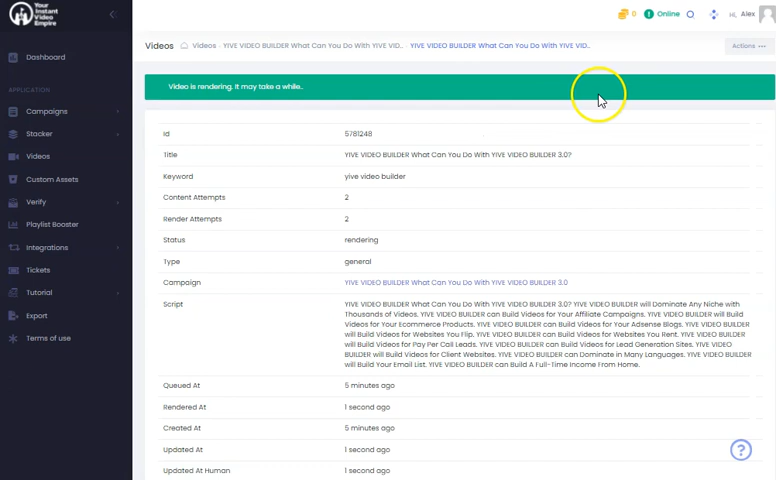 Your Instant Video Empire
0
Online
Hi, Alex
Dashboard
APPLICATION
Campaigns
Stacker
Videos
Custom Assets
Verify
Playlist Booster
Integrations
Tickets
Tutorial
Export
Terms of use
Videos Videos - YIVE VIDEO BUILDER What Can You Do With YIVE VID.. - YIVE VIDEO BUILDER What Can You Do With YIVE VID..
Actions
Video is rendering. It may take a while..
Id 5781248
Title YIVE VIDEO BUILDER What Can You Do With YIVE VIDEO BUILDER 3.0?
Keyword yive video builder
Content Attempts 2
Render Attempts 2
Status rendering
Type general
Campaign YIVE VIDEO BUILDER What Can You Do With YIVE VIDEO BUILDER 3.0
Script YIVE VIDEO BUILDER What Can You Do With YIVE VIDEO BUILDER 3.0? YIVE VIDEO BUILDER will Dominate Any Niche with
Thousands of Videos. YIVE VIDEO BUILDER can Build Videos for Your Affiliate Campaigns. YIVE VIDEO BUILDER will Build
Videos for Your Ecommerce Products. YIVE VIDEO BUILDER can Build Videos for Your Adsense Blogs. YIVE VIDEO BUILDER
will Build Videos for Websites You Flip. YIVE VIDEO BUILDER can Build Videos for Websites You Rent. YIVE VIDEO BUILDER
will Build Videos for Pay Per Call Leads. YIVE VIDEO BUILDER can Build Videos for Lead Generation Sites. YIVE VIDEO
BUILDER will Build Videos for Client Websites. YIVE VIDEO BUILDER can Dominate in Many Languages. YIVE VIDEO BUILDER
will Build Your Email List. YIVE VIDEO BUILDER can Build A Full-Time Income From Home.
Queued At 5 minutes ago
Rendered At 1 second ago
Created At 5 minutes ago
Updated At 1 second ago
Updated At Human 1 second ago